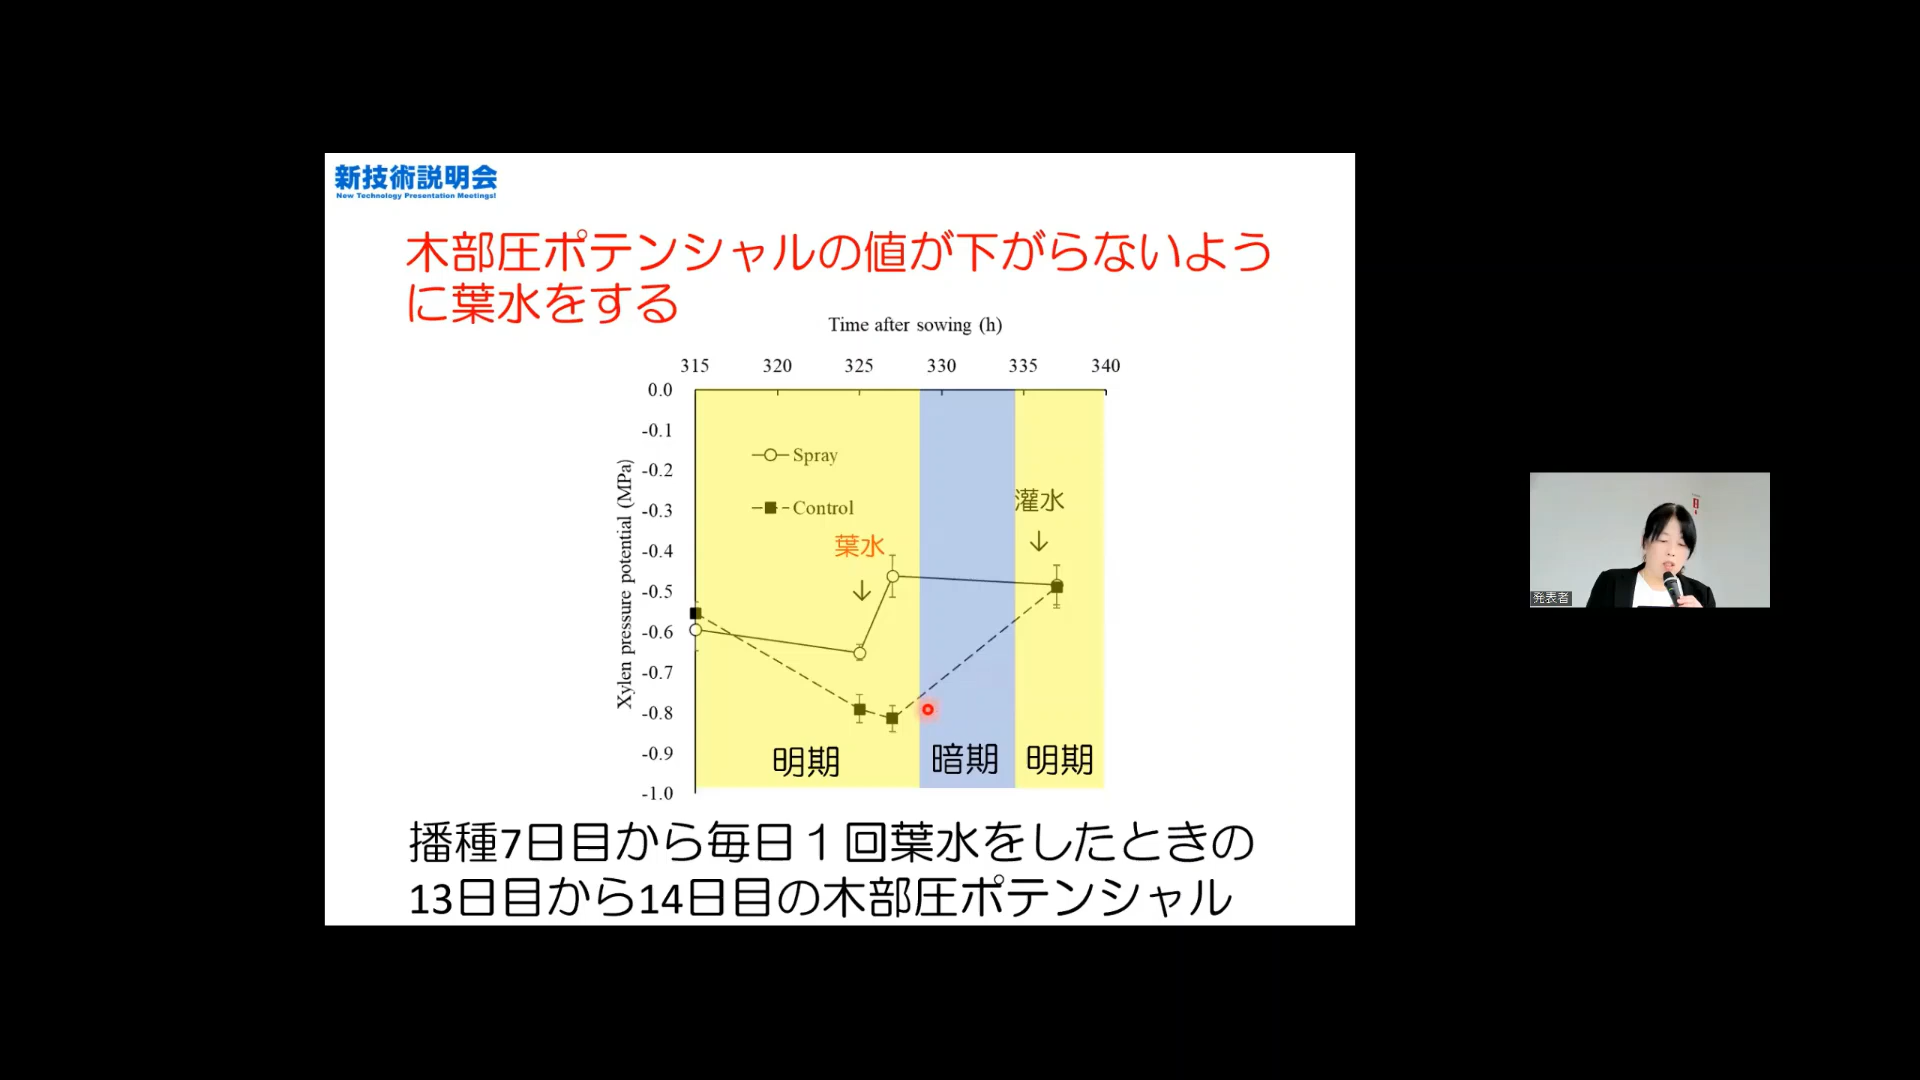 新技術説明会
New Technology Presentation Meetings!
木部圧ポテンシャルの値が下がらないよう
に葉水をする
Time after sowing (h)
315 320 325 330 335 340
0.0
-0.1
-0.2
-0.3
-0.4
-0.5
-0.6
-0.7
-0.8
-0.9
-1.0
Xylen pressure potential (MPa)
Spray
Control
葉水
灌水
明期 暗期 明期
播種7日目から毎日１回葉水をしたときの
13日目から14日目の木部圧ポテンシャル
発表者